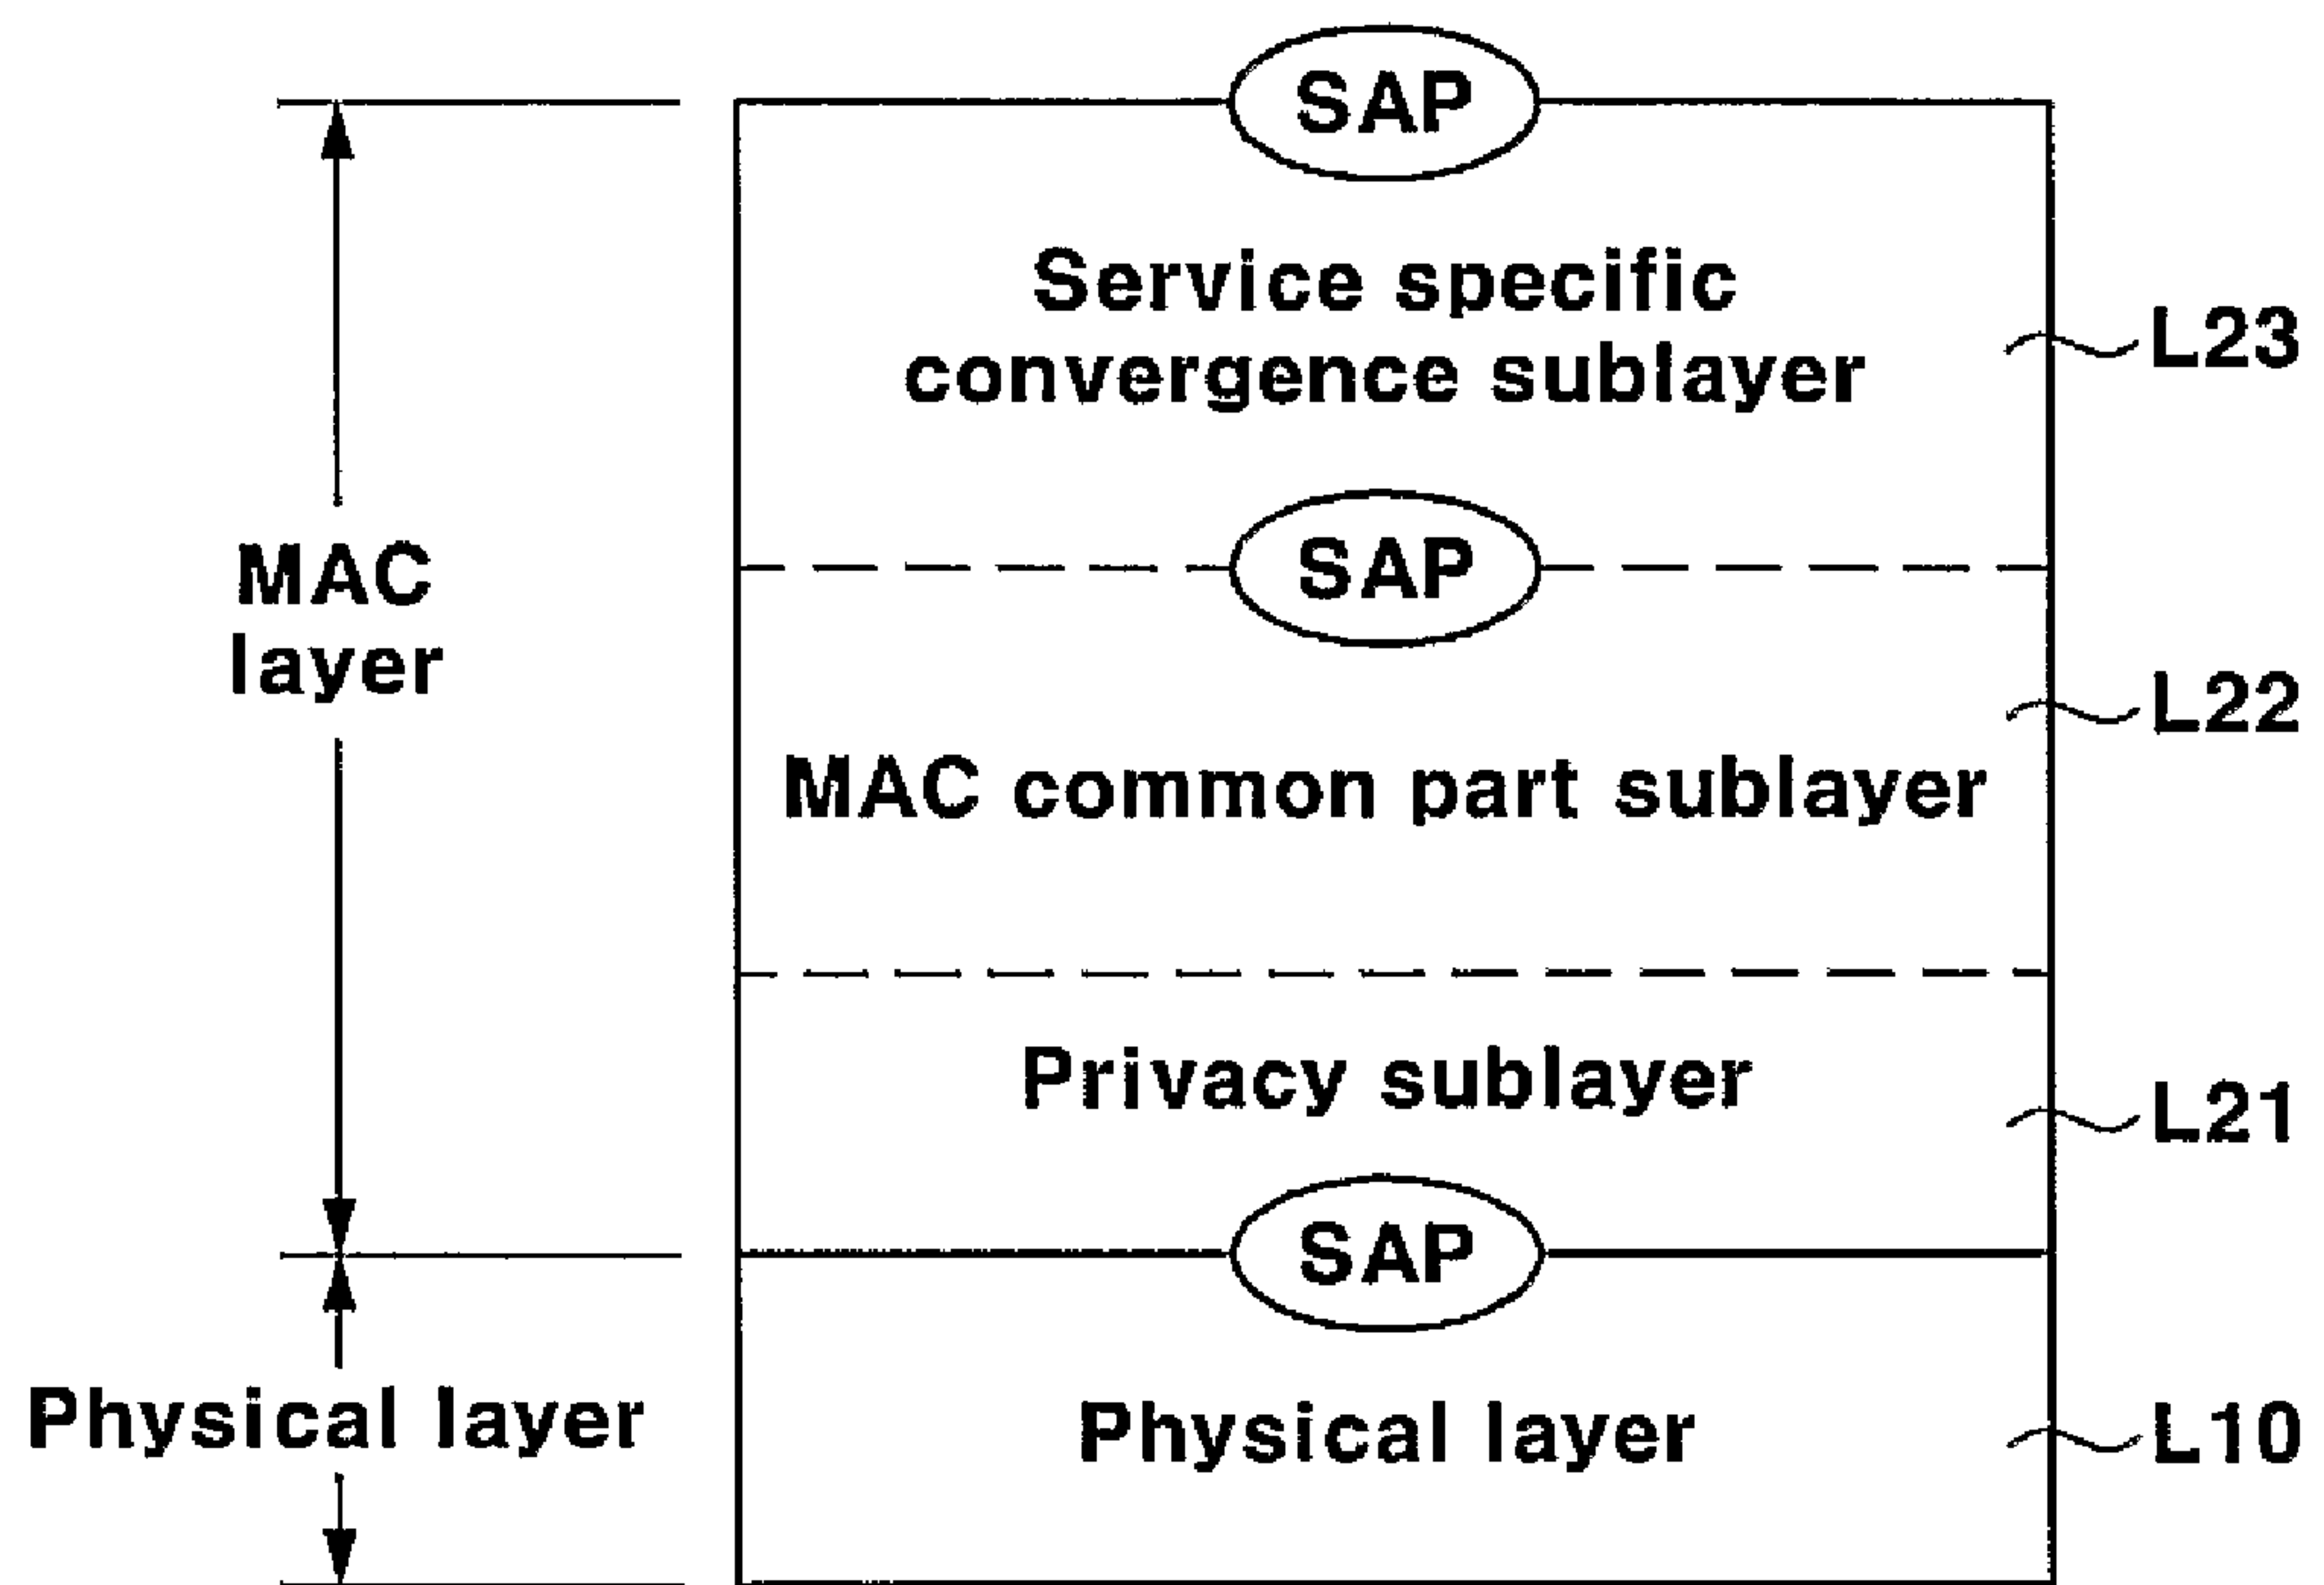 SAP
Service specific
convergence sublayer
L23
SAP
MAC
layer
L22
MAC common part sublayer
Privacy sublayer
L21
SAP
Physical layer
Physical layer
L10